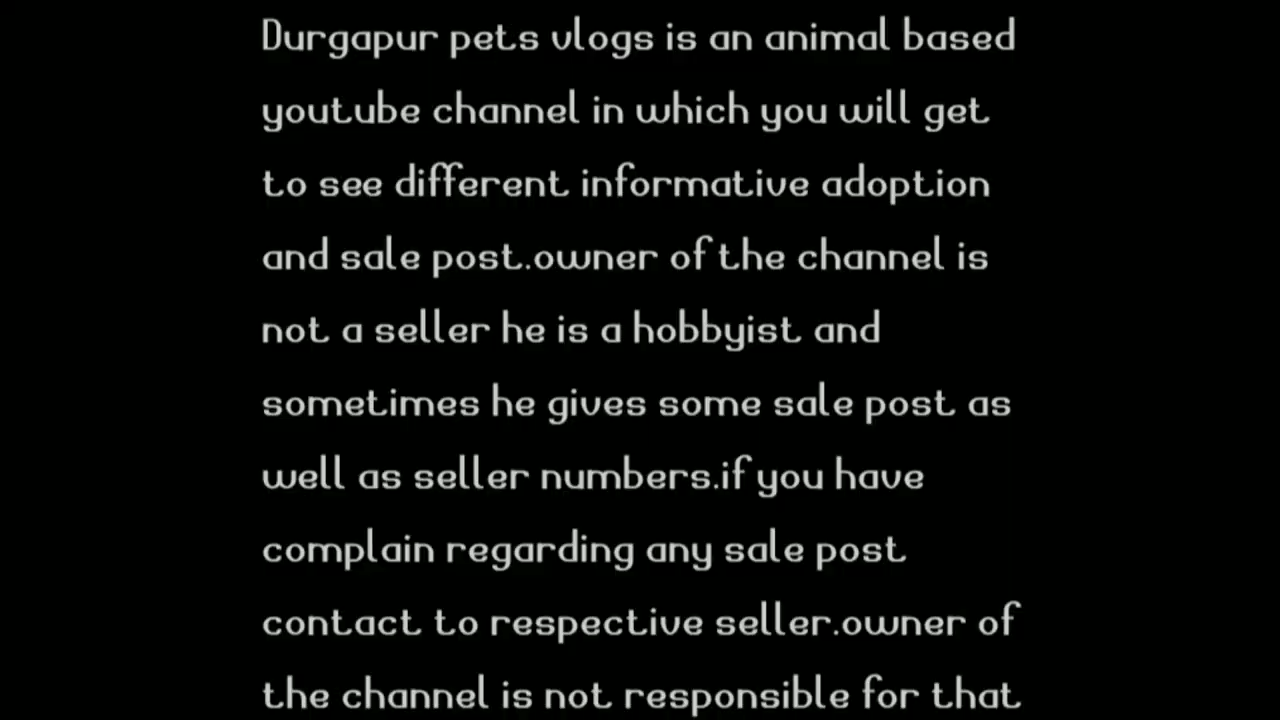 Durgapur pets vlogs is an animal based
youtube channel in which you will get
to see different informative adoption
and sale post.owner of the channel is
not a seller he is a hobbyist and
sometimes he gives some sale post as
well as seller numbers.if you have
complain regarding any sale post
contact to respective seller.owner of
the channel is not responsible for that